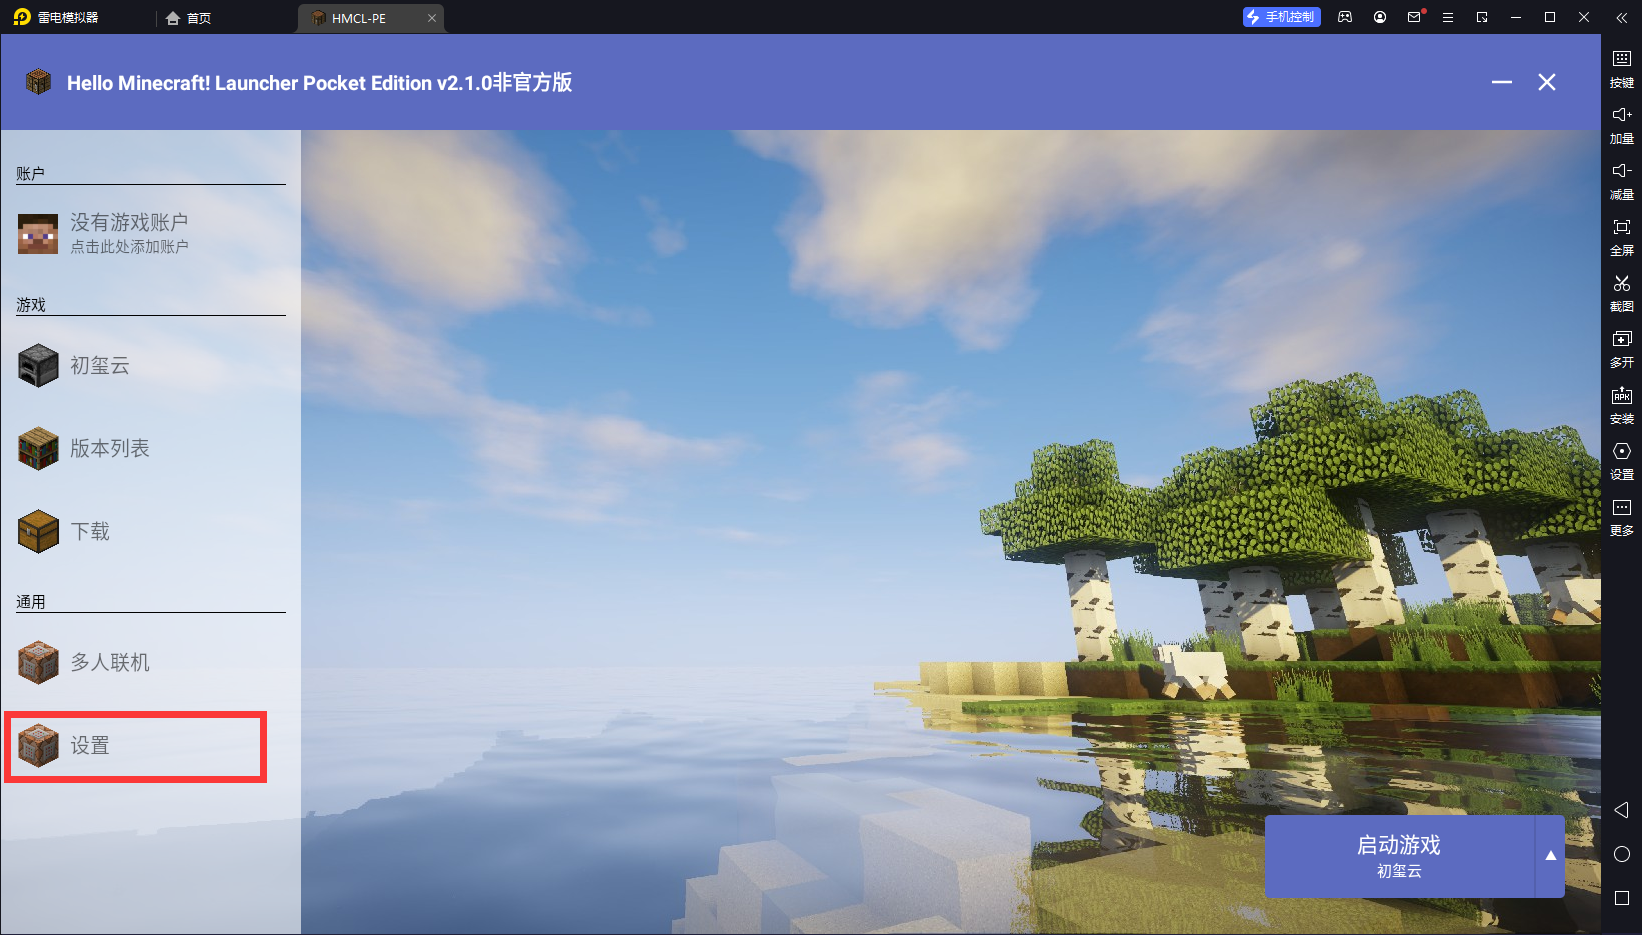 雷电模拟器
首页
HMCL-PE
手机控制
Hello Minecraft! Launcher Pocket Edition v2.1.0非官方版
账户
没有游戏账户
点击此处添加账户
游戏
初玺云
版本列表
下载
通用
多人联机
设置
启动游戏
初玺云
按键
加量
减量
全屏
截图
多开
APK
安装
设置
更多